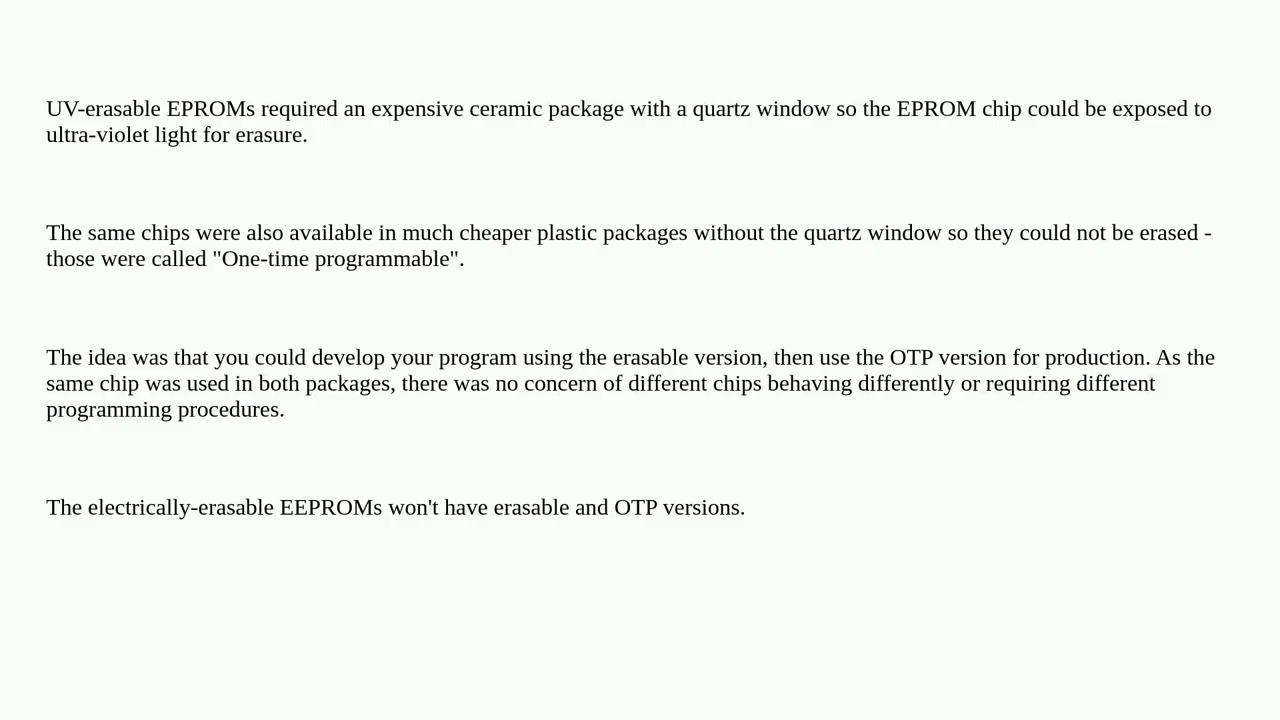 UV-erasable EPROMs required an expensive ceramic package with a quartz window so the EPROM chip could be exposed to
ultra-violet light for erasure.
The same chips were also available in much cheaper plastic packages without the quartz window so they could not be erased -
those were called "One-time programmable".
The idea was that you could develop your program using the erasable version, then use the OTP version for production. As the
same chip was used in both packages, there was no concern of different chips behaving differently or requiring different
programming procedures.
The electrically-erasable EEPROMs won't have erasable and OTP versions.